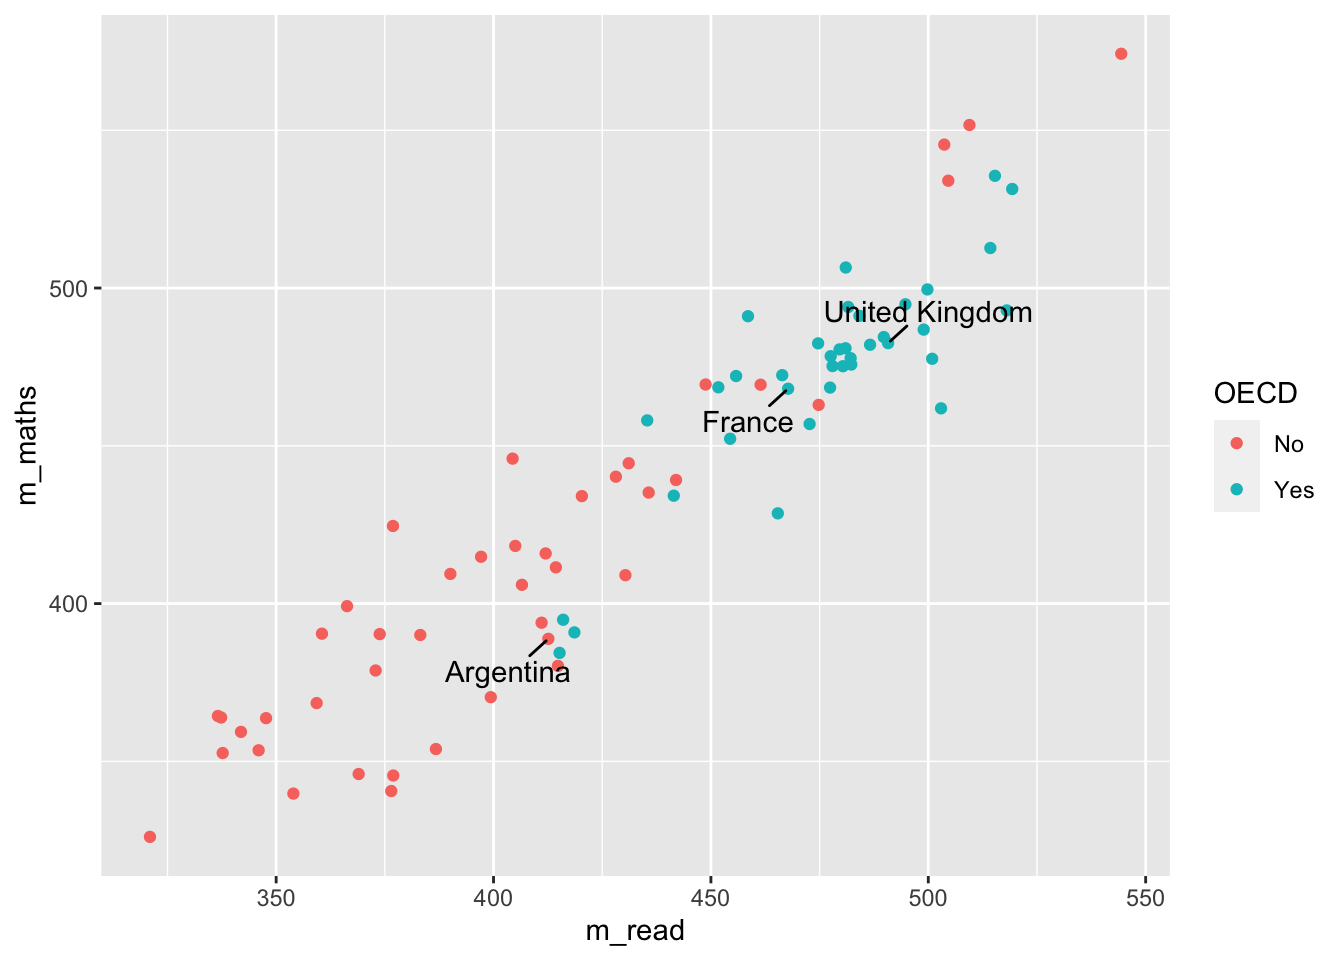 500
400
350
400
450
500
550
m_maths
m_read
United Kingdom
France
Argentina
OECD
No
Yes